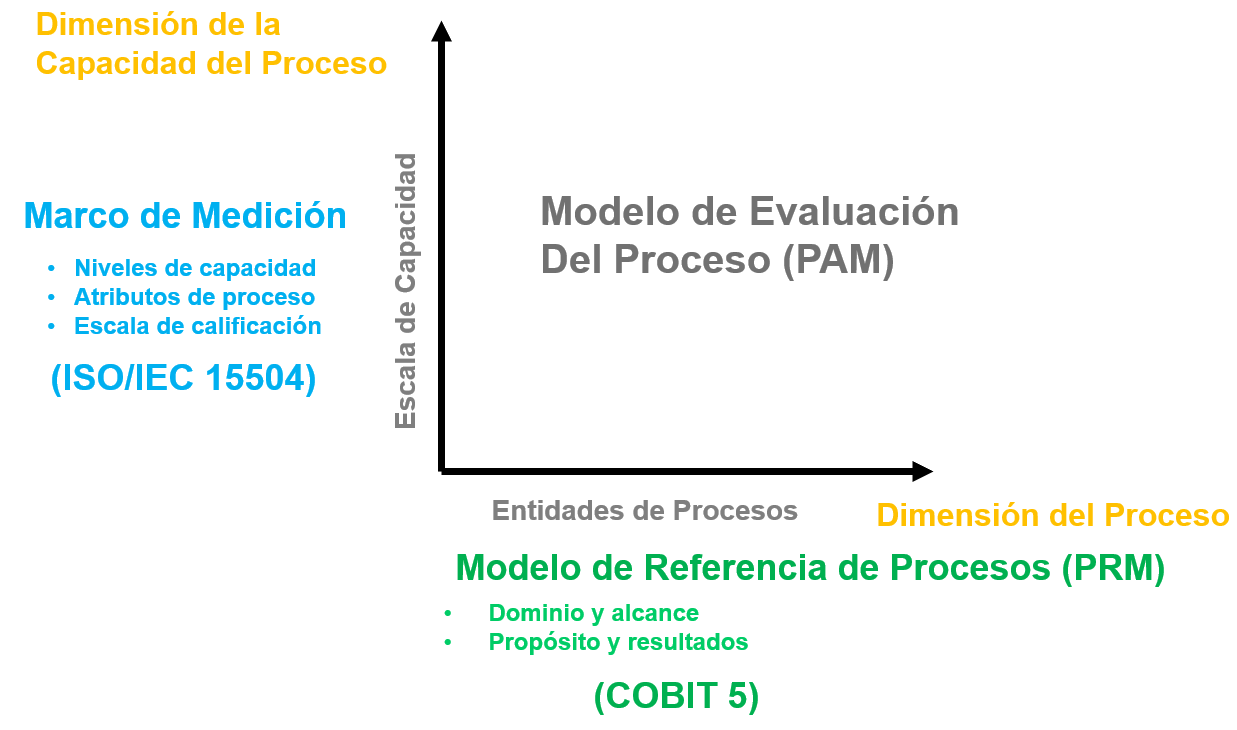 Dimensión de la
Capacidad del Proceso
Marco de Medición
• Niveles de capacidad
• Atributos de proceso
• Escala de calificación
(ISO/IEC 15504)
Escala de Capacidad
Modelo de Evaluación
Del Proceso (PAM)
Entidades de Procesos
Dimensión del Proceso
Modelo de Referencia de Procesos (PRM)
• Dominio y alcance
• Propósito y resultados
(COBIT 5)